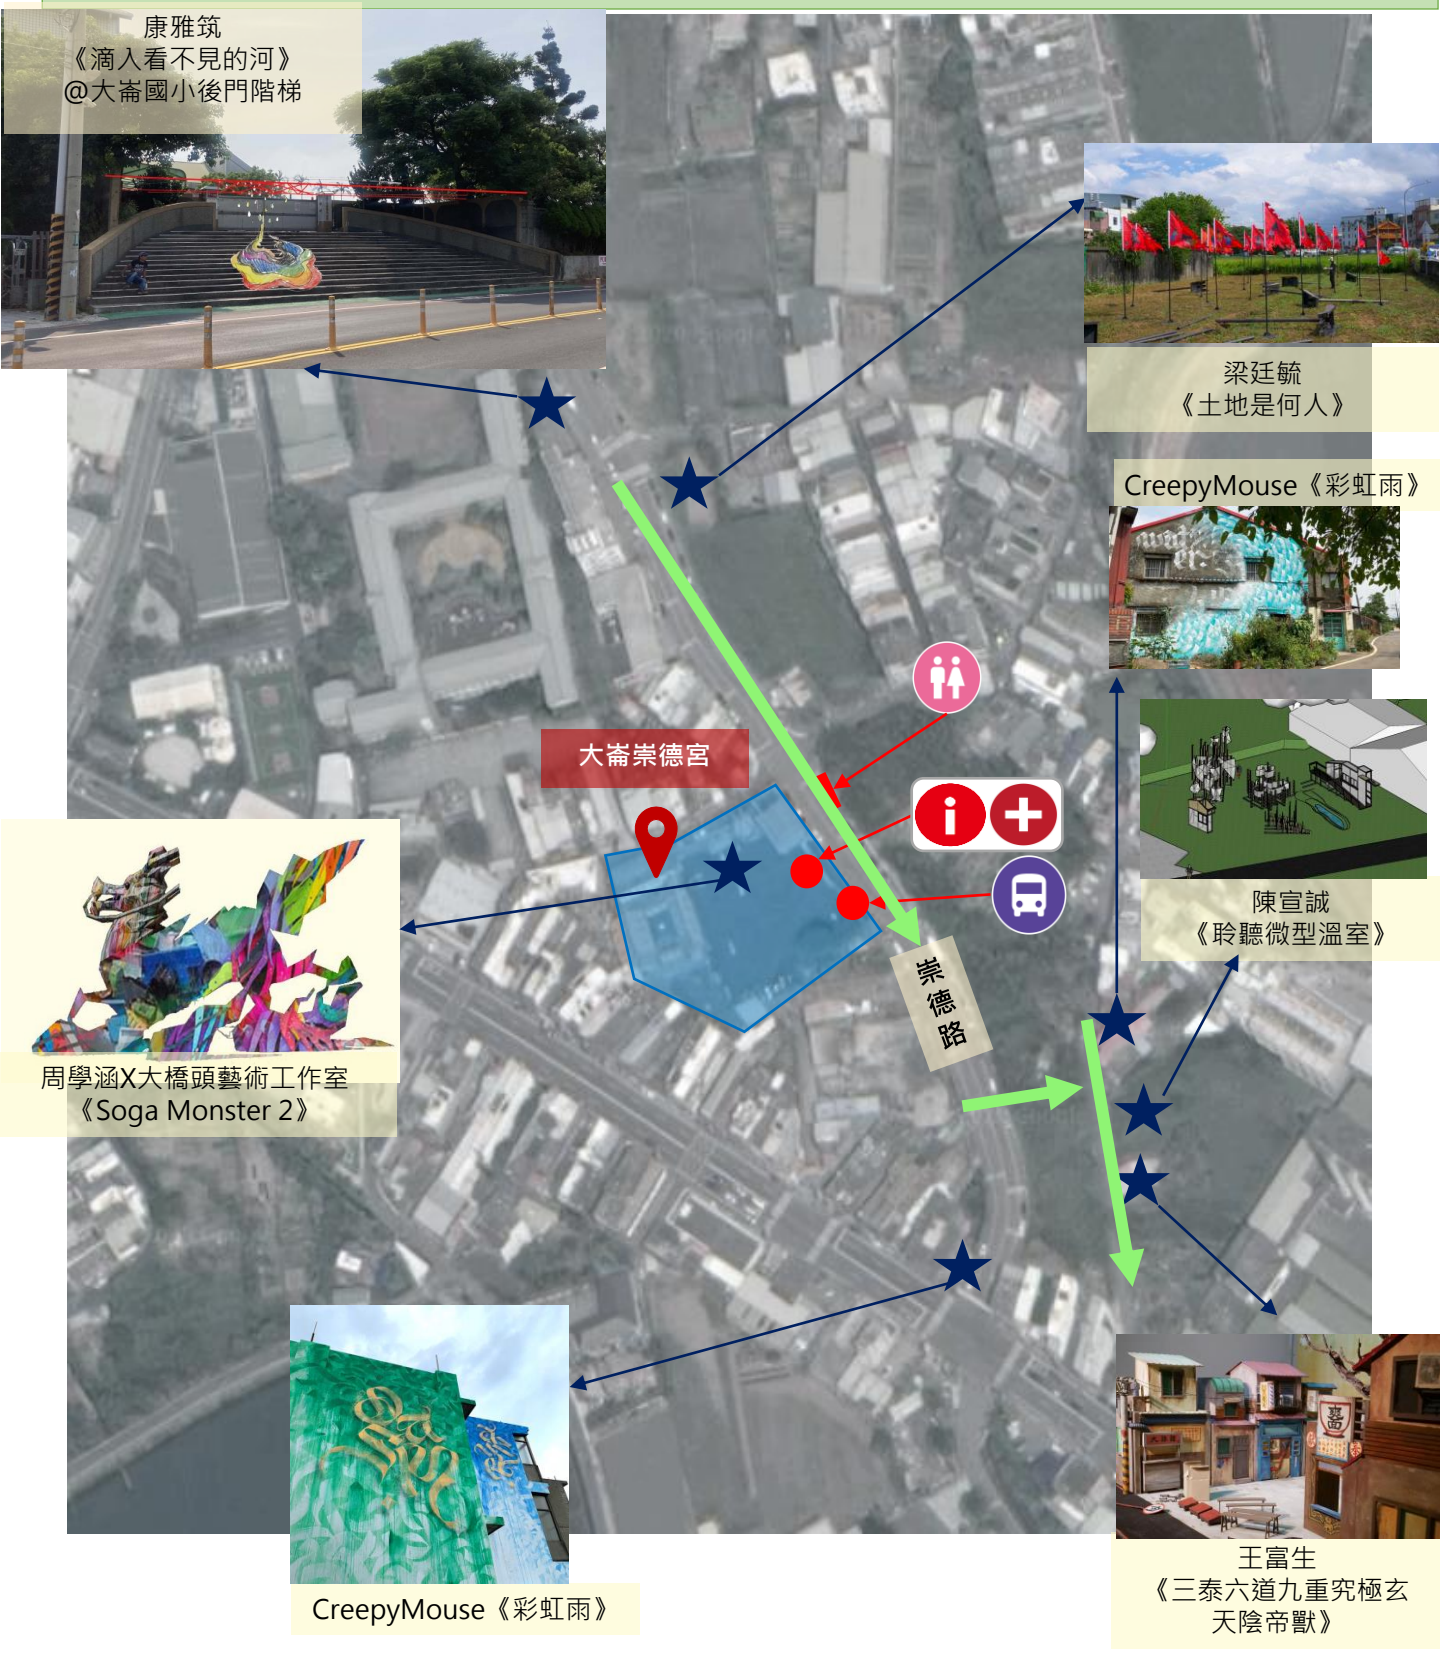 康雅筑
《滴入看不見的河》
@大崙國小後門階梯
梁廷毓
《土地是何人》
CreepyMouse《彩虹雨》
大崙崇德宮
陳宣誠
《聆聽微型溫室》
崇德路
周學涵X大橋頭藝術工作室
《Soga Monster 2》
CreepyMouse《彩虹雨》
王富生
《三泰六道九重究極玄
天陰帝獸》